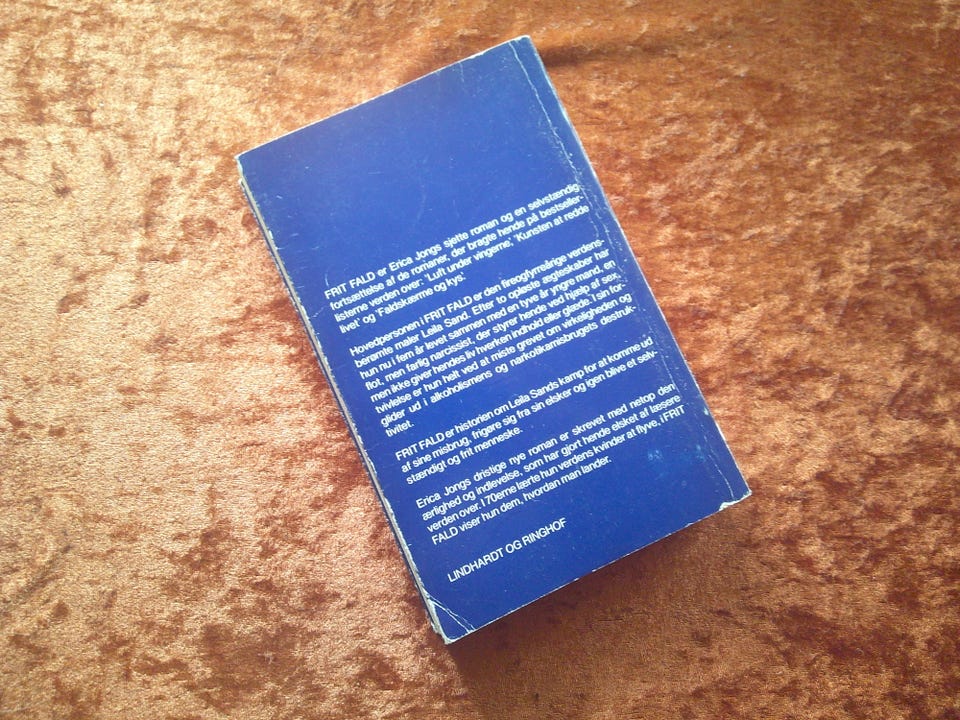 FRIT FALD er Erica Jongs sjette roman og en selvstændig
fortsættelse af de romaner, der bragte hende på bestseller-
listerne verden over: 'Luft under vingerne', 'Kunsten at redde
livet' og 'Faldskærme og kys'.
Hovedpersonen i FRIT FALD er den fireogfyrreårige verdens-
berømte maler Leila Sand. Efter to opløste ægteskaber har
hun nu i fem år levet sammen med en tyve år yngre mand, en
flot, men farlig narcissist, der styrer hende ved hjælp af sex,
men ikke giver hendes liv hverken indhold eller glæde. I sin for-
tvivlelse er hun helt ved at miste grebet om virkeligheden og
glider ud i alkoholismens og narkotikamisbrugets destruk-
tivitet.
FRIT FALD er historien om Leila Sands kamp for at komme ud
af sine misbrug, frigøre sig fra sin elsker og igen blive et selv-
stændigt og frit menneske.
Erica Jongs dristige nye roman er skrevet med netop den
ærlighed og indlevelse, som har gjort hende elsket af læsere
verden over. I 70erne lærte hun verdens kvinder at flyve, i FRIT
FALD viser hun dem, hvordan man lander.
LINDHARDT OG RINGHOF